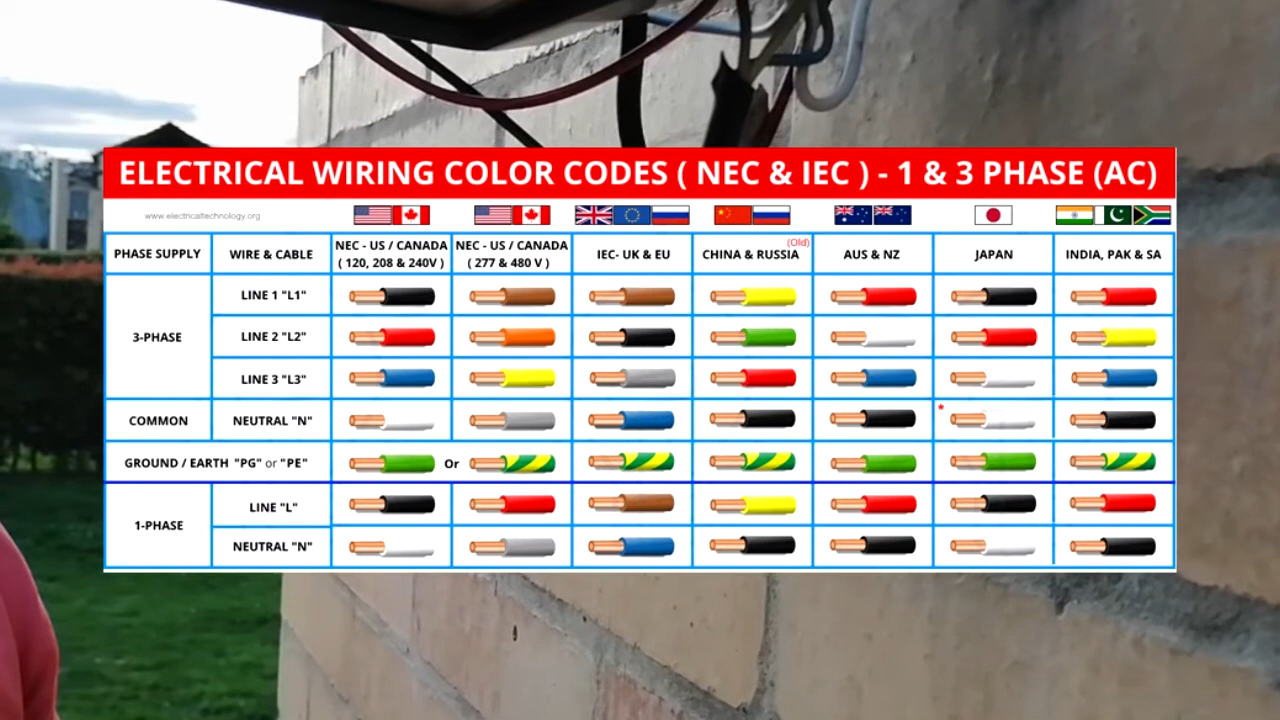 ELECTRICAL WIRING COLOR CODES ( NEC & IEC ) - 1 & 3 PHASE (AC)
www.electricaltechnology.org
PHASE SUPPLY
WIRE & CABLE
NEC - US / CANADA
( 120, 208 & 240V )
NEC - US / CANADA
( 277 & 480 V )
IEC- UK & EU
(Old)
CHINA & RUSSIA
AUS & NZ
JAPAN
INDIA, PAK & SA
3-PHASE
LINE 1 "L1"
LINE 2 "L2"
LINE 3 "L3"
COMMON
NEUTRAL "N"
*
GROUND / EARTH "PG" or "PE"
Or
1-PHASE
LINE "L"
NEUTRAL "N"